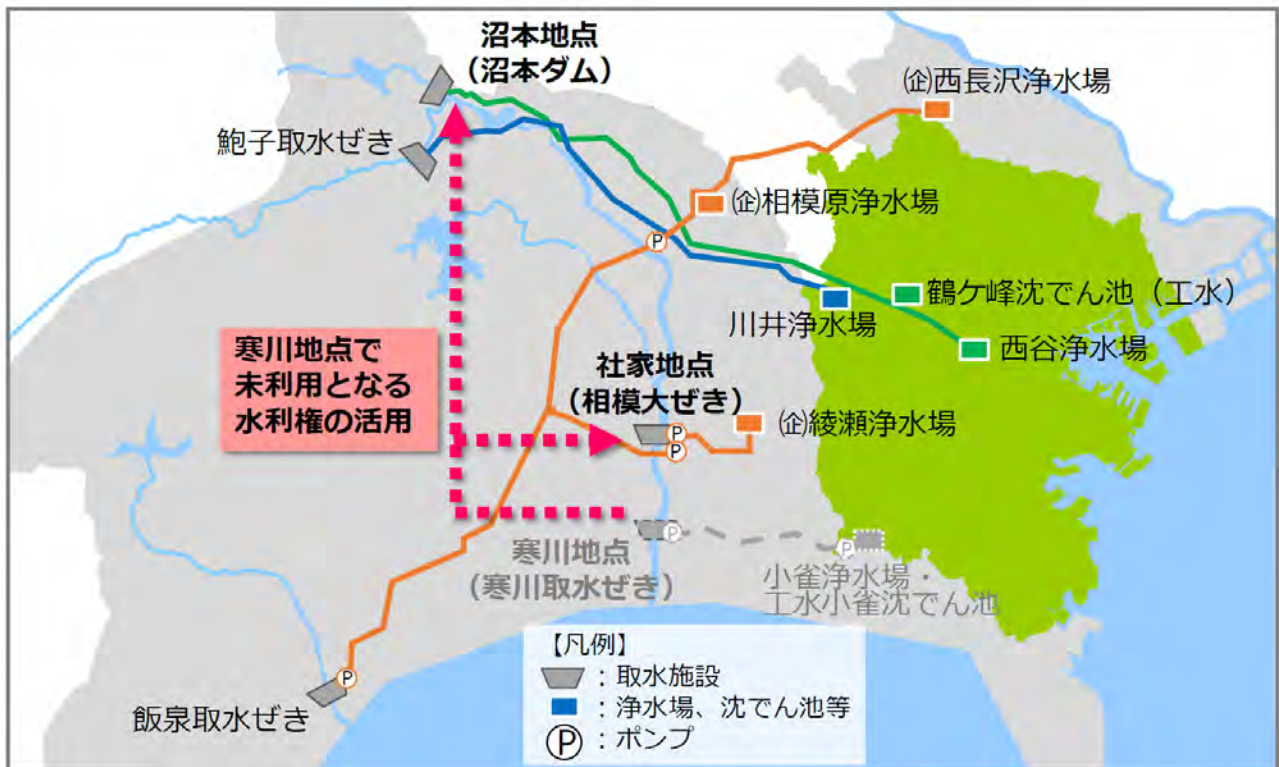 沼本地点
（沼本ダム）
鮑子取水ぜき
㈽西長沢浄水場
㈽相模原浄水場
鶴ケ峰沈でん池（工水）
川井浄水場
西谷浄水場
寒川地点で
未利用となる
水利権の活用
社家地点
（相模大ぜき）
㈽綾瀬浄水場
P
P
P
P
P
P
寒川地点
（寒川取水ぜき）
小雀浄水場・
工水小雀沈でん池
飯泉取水ぜき
【凡例】
：取水施設
：浄水場、沈でん池等
Ⓟ：ポンプ